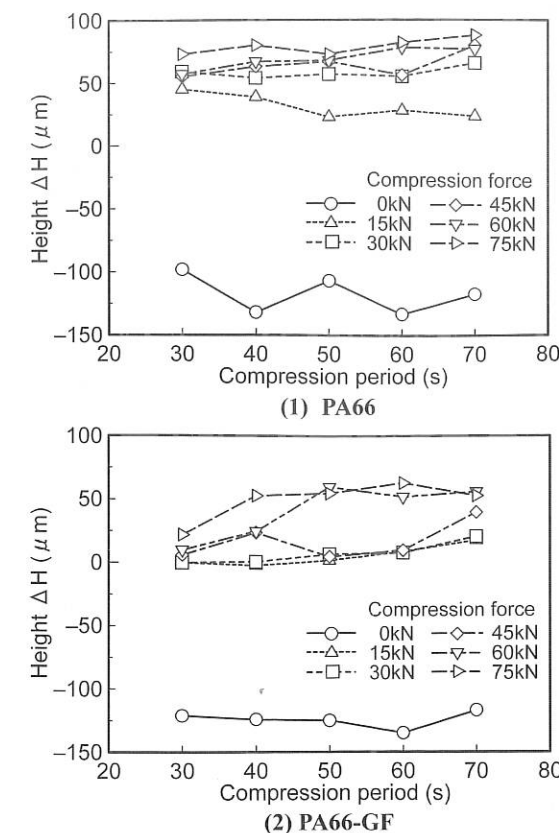 100
50
0
−50
−100
−150
Height ΔH (μm)
Compression force
0kN 45kN
15kN 60kN
30kN 75kN
20 30 40 50 60 70 80
Compression period (s)
(1) PA66
100
50
0
−50
−100
−150
Height ΔH (μm)
Compression force
0kN 45kN
15kN 60kN
30kN 75kN
20 30 40 50 60 70 80
Compression period (s)
(2) PA66-GF